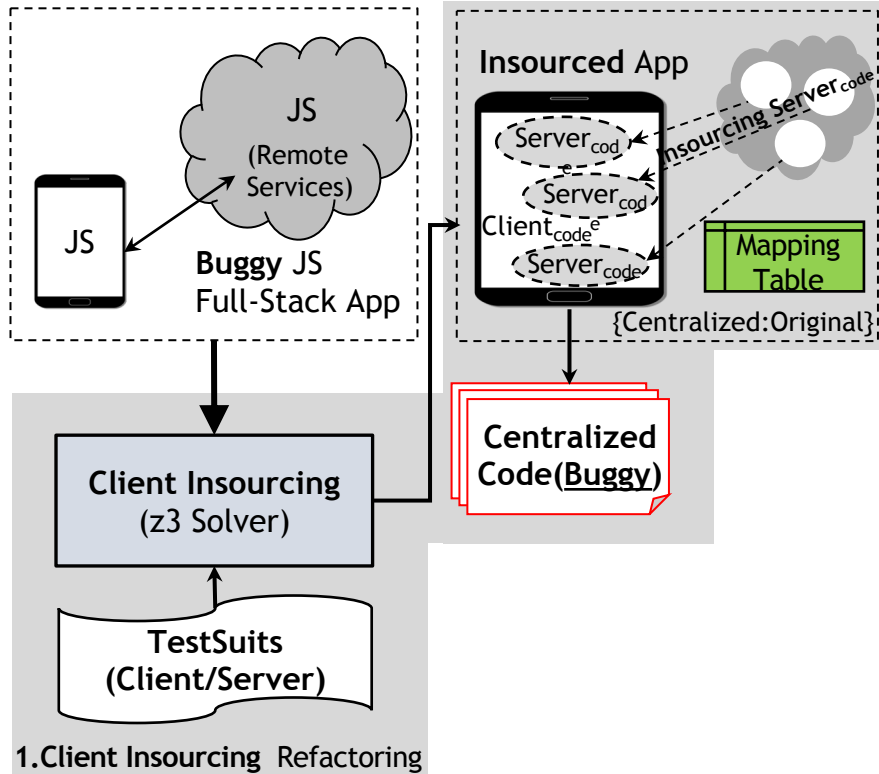 JS
(Remote
Services)
JS
Buggy JS
Full-Stack App
Insourced App
Insourcing Server code
Server cod
e
Server cod
e
Client code
Server code
Mapping
Table
{Centralized:Original}
Centralized
Code(Buggy)
Client Insourcing
(z3 Solver)
TestSuits
(Client/Server)
1.Client Insourcing Refactoring